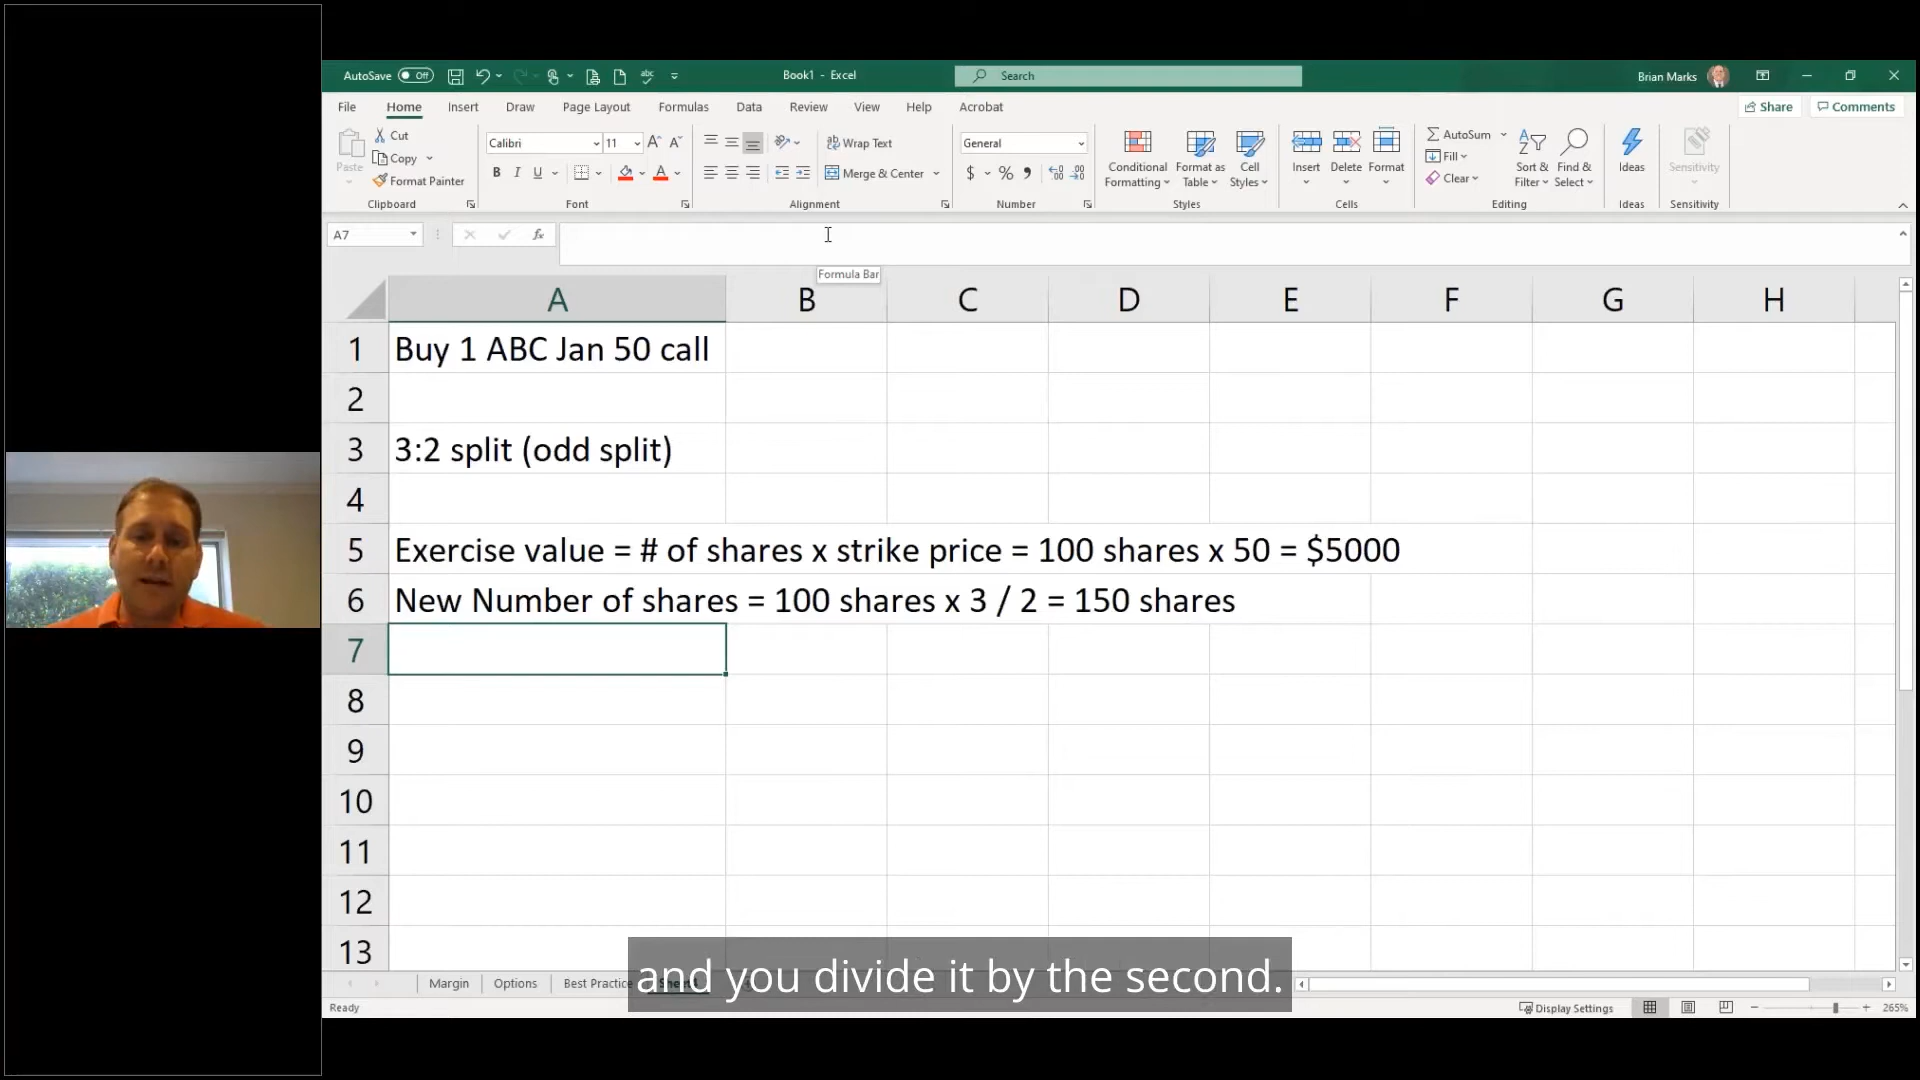 AutoSave Off Book1 - Excel Search Brian Marks
File Home Insert Draw Page Layout Formulas Data Review View Help Acrobat Share Comments
Paste Cut Copy Format Painter
Calibri 11 B I U
Wrap Text Merge & Center
General $ %
Conditional Formatting Format as Table Cell Styles
Insert Delete Format
AutoSum Fill Clear Sort & Filter Find & Select
Ideas Sensitivity
Clipboard Font Alignment Number Styles Cells Editing Ideas Sensitivity
A7 fx
Formula Bar
A B C D E F G H
1 Buy 1 ABC Jan 50 call
2
3 3:2 split (odd split)
4
5 Exercise value = # of shares x strike price = 100 shares x 50 = $5000
6 New Number of shares = 100 shares x 3 / 2 = 150 shares
7
8
9
10
11
12
13
and you divide it by the second.
Margin Options Best Practice
Ready Display Settings 265%